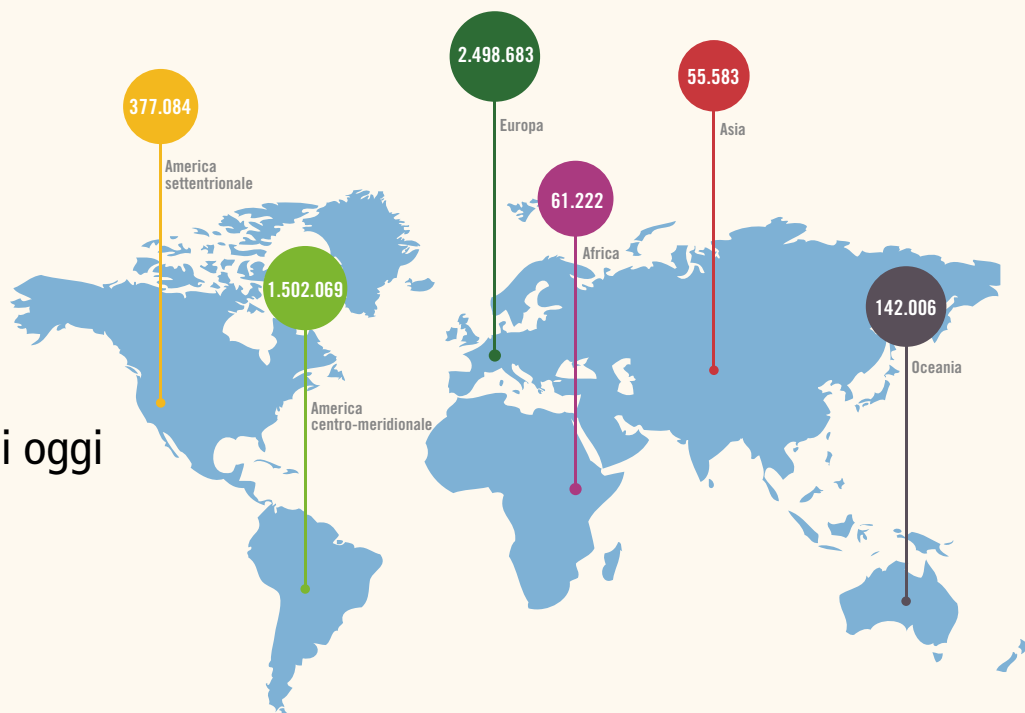 2.498.683
Europa
55.583
Asia
377.084
America
settentrionale
61.222
Africa
1.502.069
America
centro-meridionale
142.006
Oceania
i oggi